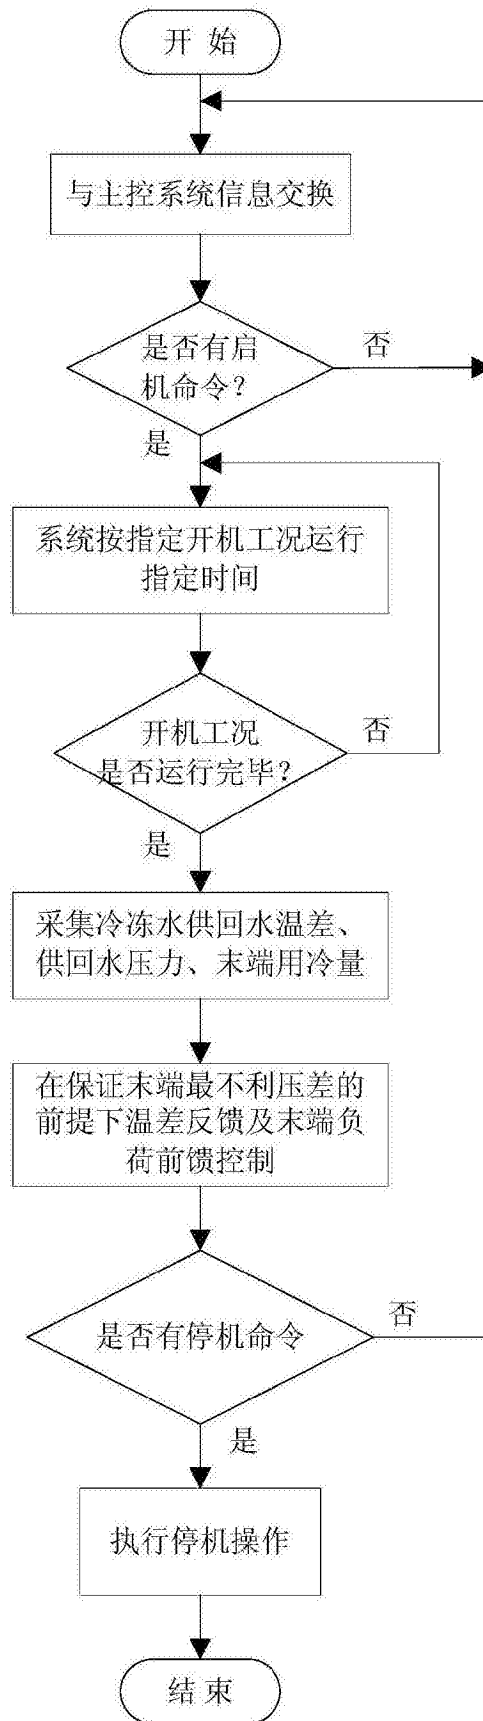 开 始
与主控系统信息交换
是否有启
机命令？
否
是
系统按指定开机工况运行
指定时间
开机工况
是否运行完毕？
否
是
采集冷冻水供回水温差、
供回水压力、末端用冷量
在保证末端最不利压差的
前提下温差反馈及末端负
荷前馈控制
是否有停机命令
否
是
执行停机操作
结 束